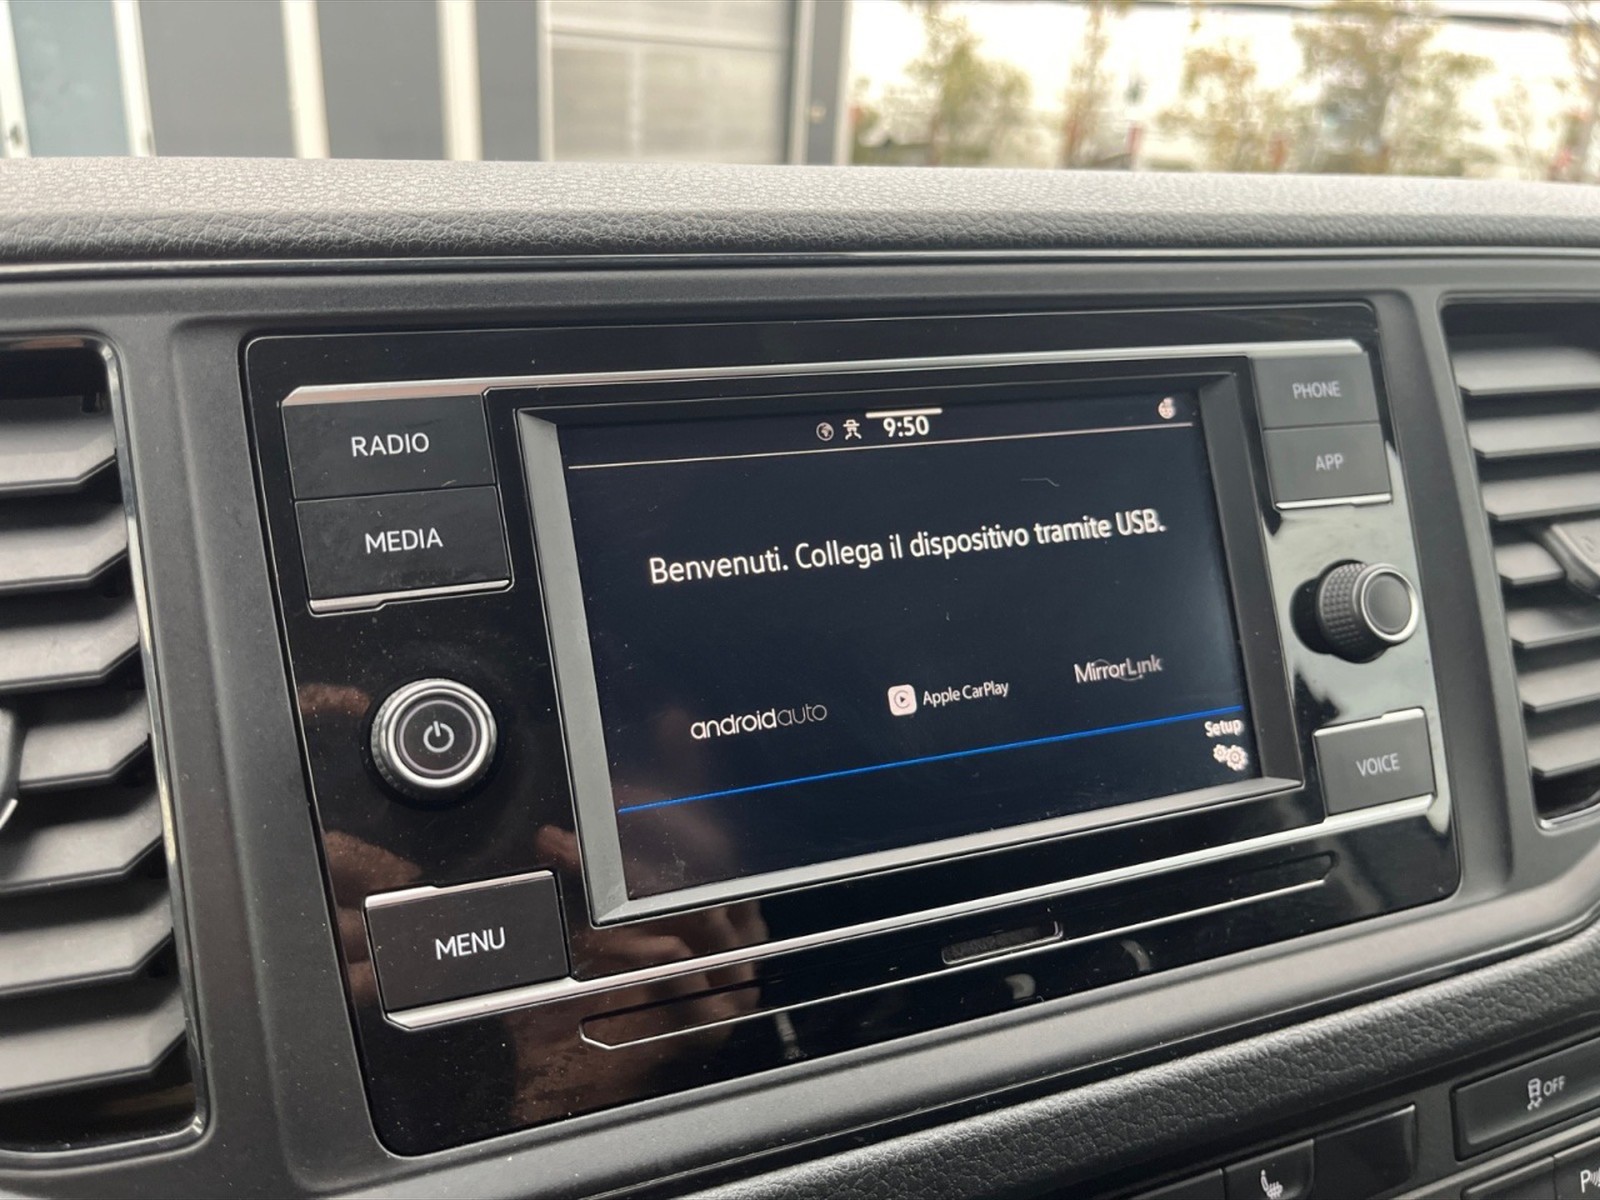 9:50
PHONE
RADIO
APP
MEDIA
Benvenuti. Collega il dispositivo tramite USB.
androidauto
Apple CarPlay
MirrorLink
Setup
VOICE
MENU
OFF